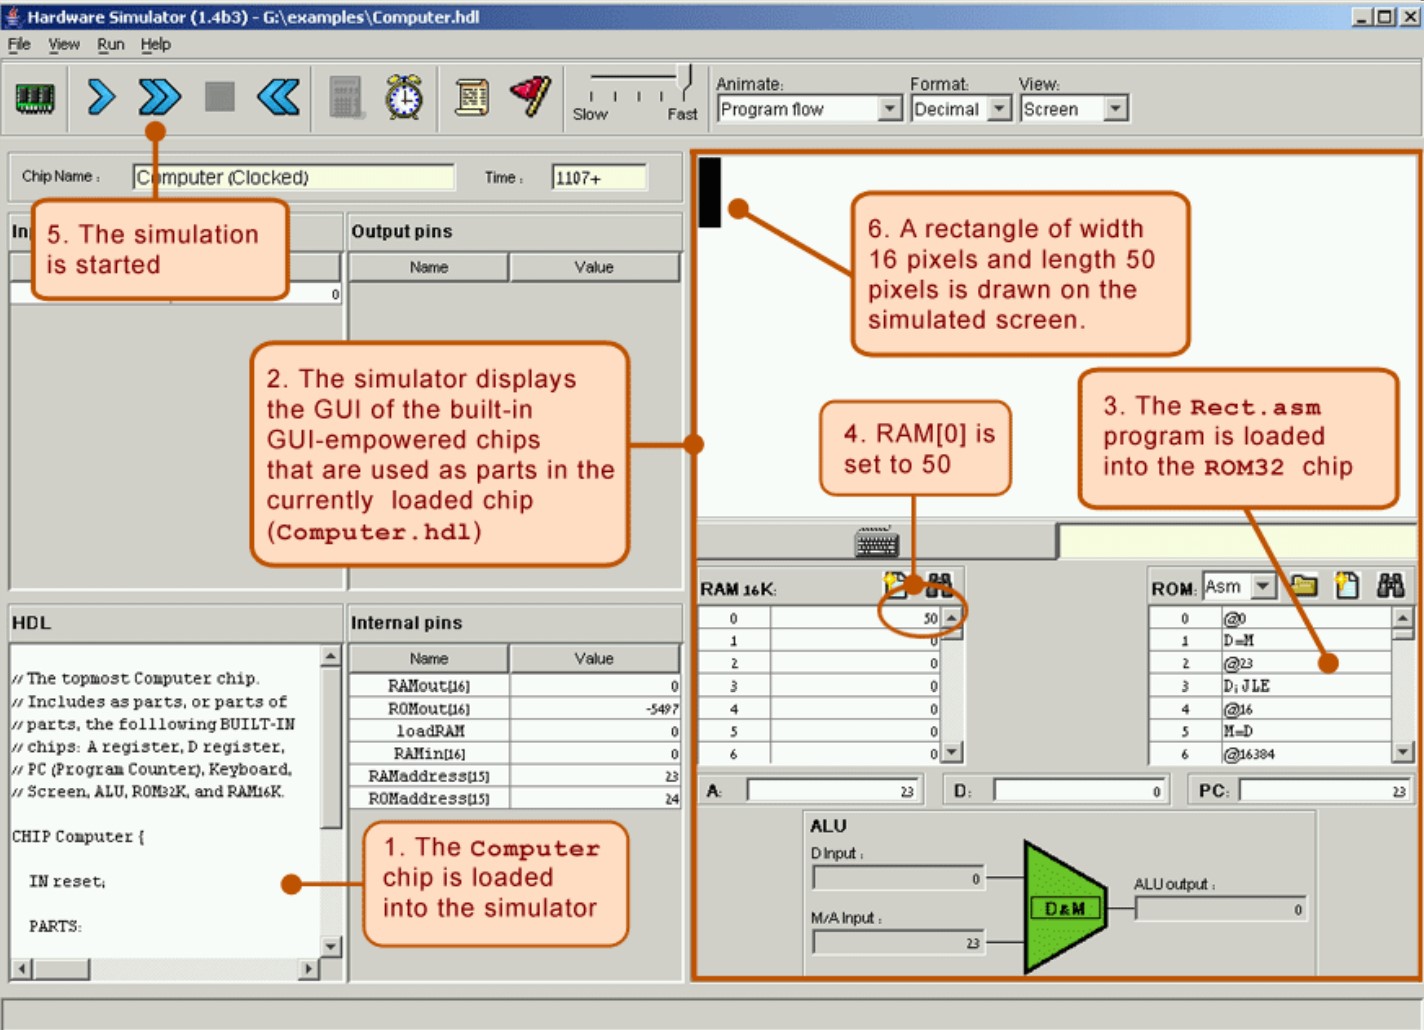 Hardware Simulator (1.4b3) - G:\examples\Computer.hdl
File View Run Help
Slow Fast
Animate: Format: View:
Program flow Decimal Screen
Chip Name : Computer (Clocked) Time : 1107+
5. The simulation
is started
In
0
Output pins
Name Value
6. A rectangle of width
16 pixels and length 50
pixels is drawn on the
simulated screen.
2. The simulator displays
the GUI of the built-in
GUI-empowered chips
that are used as parts in the
currently loaded chip
(Computer.hdl)
4. RAM[0] is
set to 50
3. The Rect.asm
program is loaded
into the ROM32 chip
HDL
// The topmost Computer chip.
// Includes as parts, or parts of
// parts, the folllowing BUILT-IN
// chips: A register, D register,
// PC (Program Counter), Keyboard,
// Screen, ALU, ROM32K, and RAM16K.
CHIP Computer {
IN reset;
PARTS:
Internal pins
Name Value
RAMout[16] 0
ROMout[16] -5497
loadRAM 0
RAMin[16] 0
RAMaddress[15] 23
ROMaddress[15] 24
1. The Computer
chip is loaded
into the simulator
RAM 16K:
0 50
1 0
2 0
3 0
4 0
5 0
6 0
ROM: Asm
0 @0
1 D=M
2 @23
3 D;JLE
4 @16
5 M=D
6 @16384
A: 23 D: 0 PC: 23
ALU
D Input :
0
M/A Input :
23
D&M
ALU output :
0